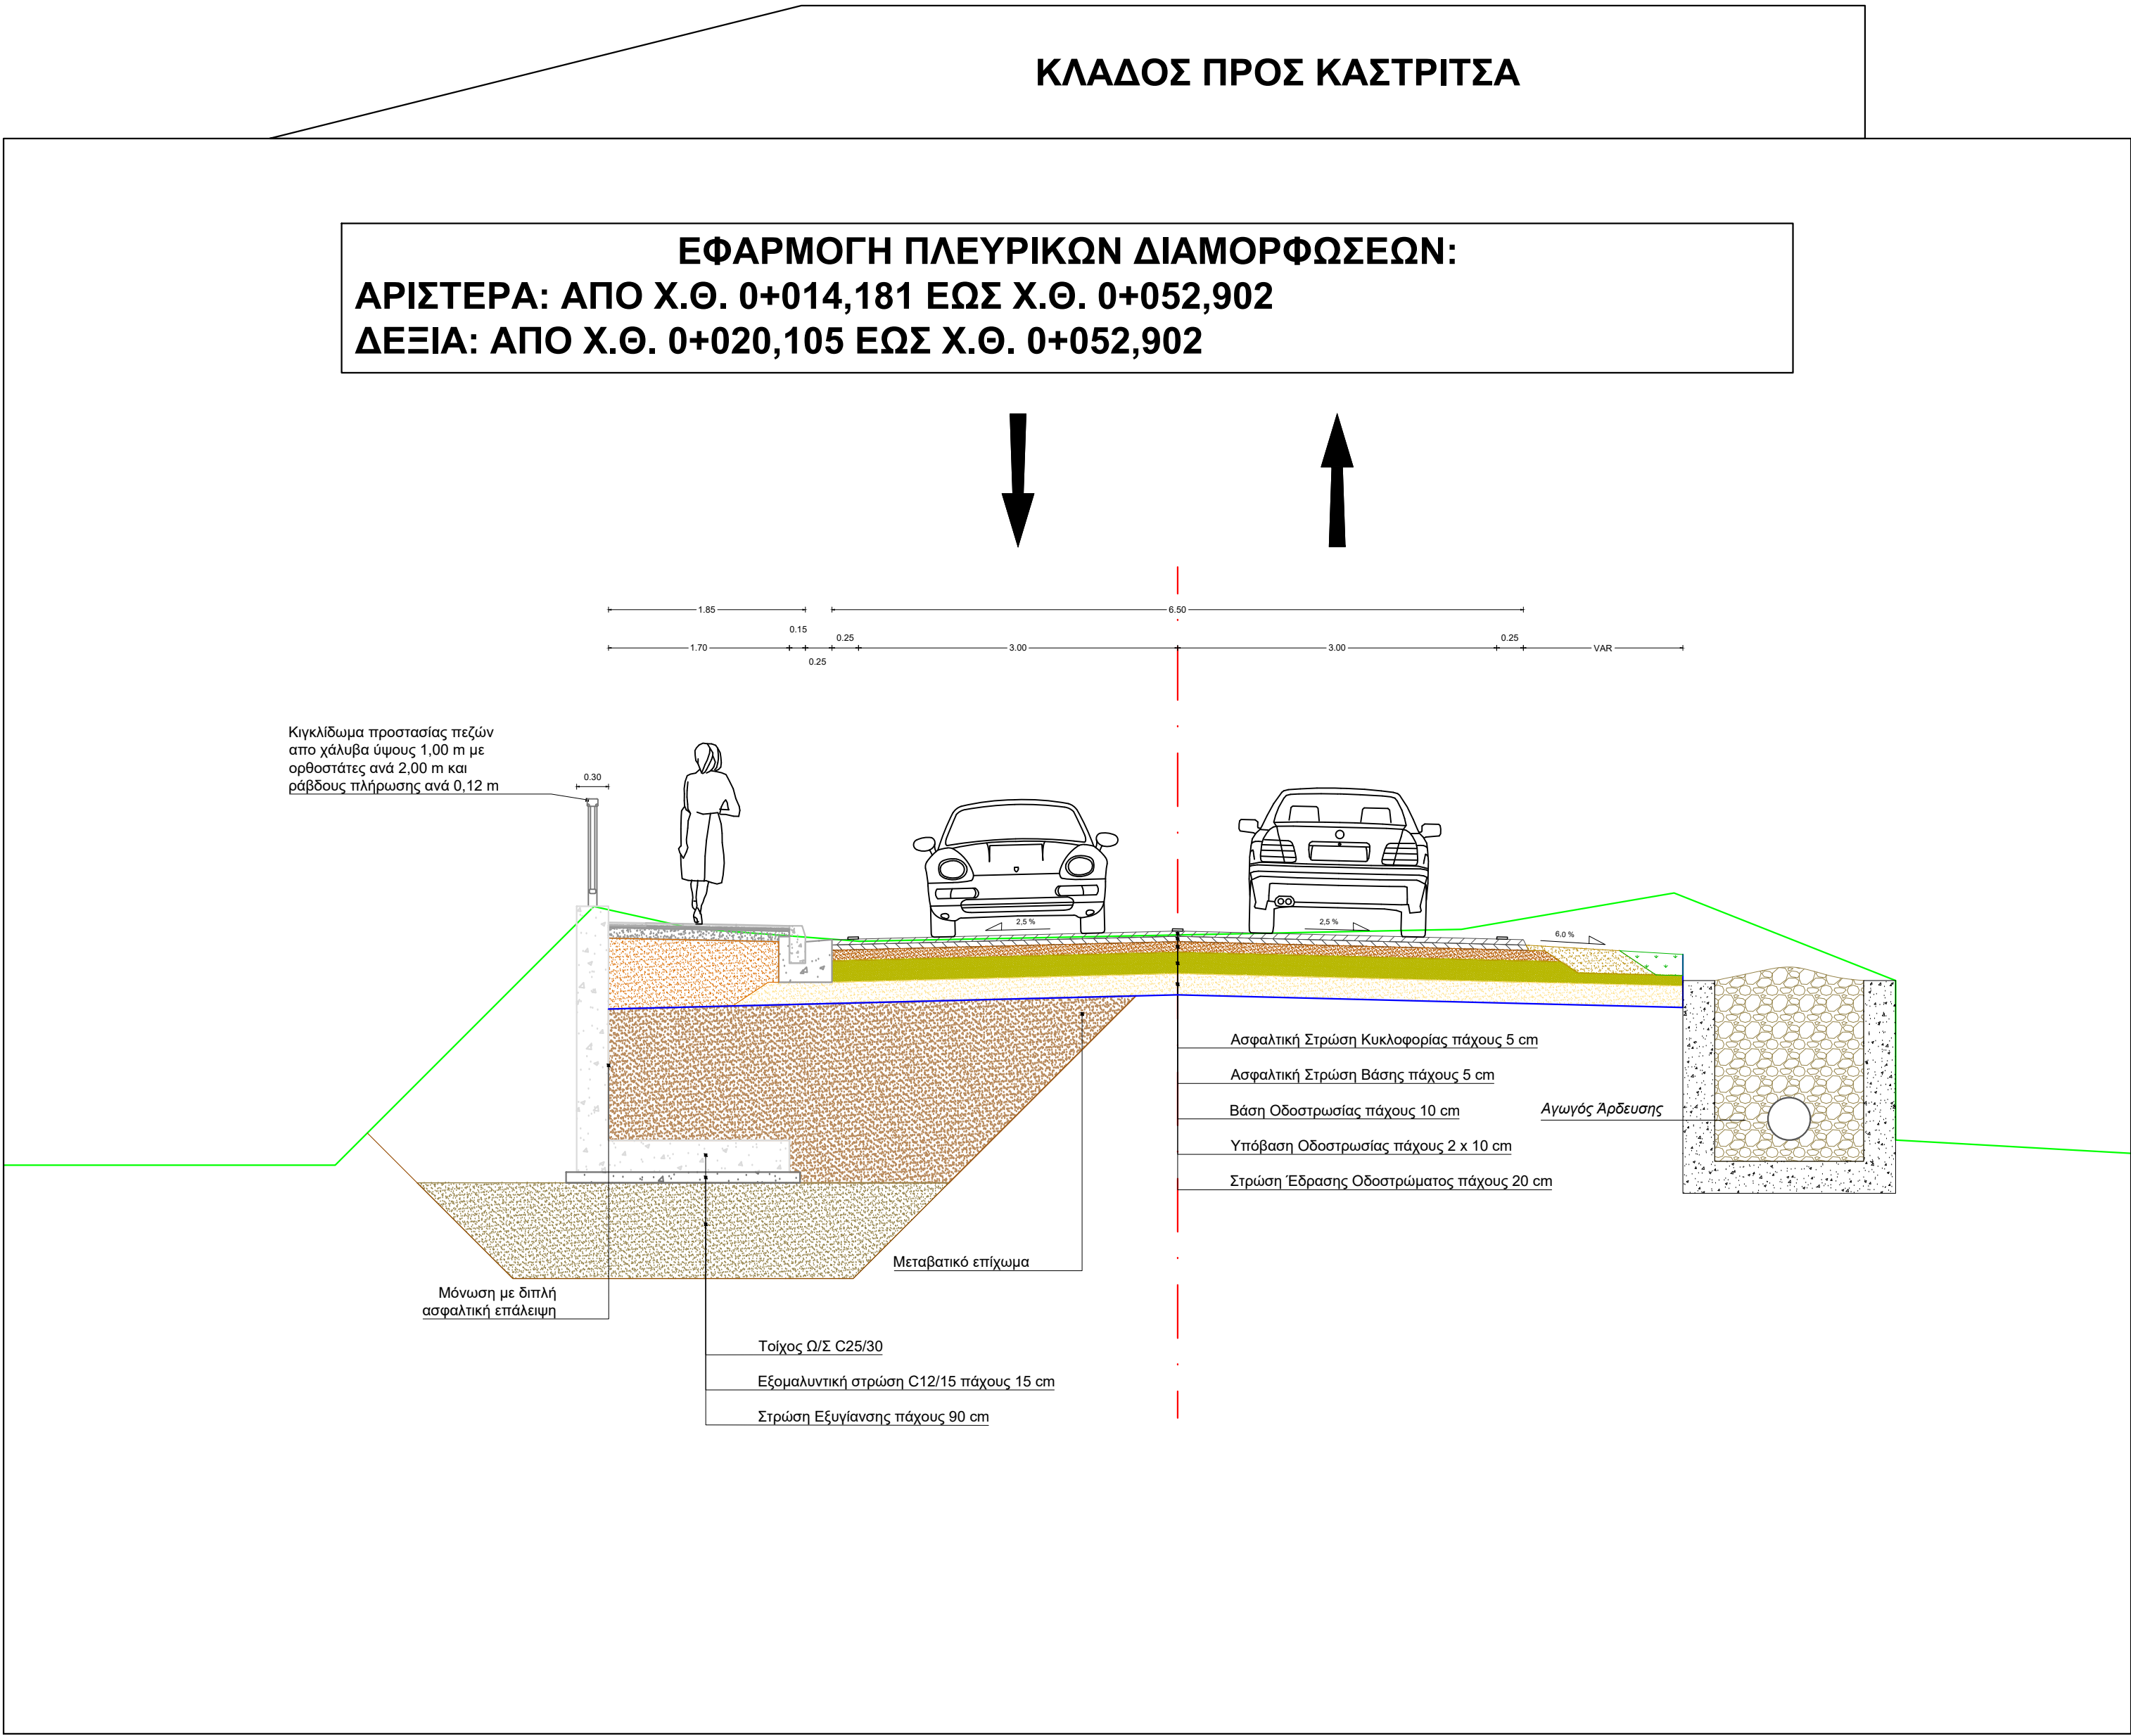 ΚΛΑΔΟΣ ΠΡΟΣ ΚΑΣΤΡΙΤΣΑ
ΕΦΑΡΜΟΓΗ ΠΛΕΥΡΙΚΩΝ ΔΙΑΜΟΡΦΩΣΕΩΝ:
ΑΡΙΣΤΕΡΑ: ΑΠΟ Χ.Θ. 0+014,181 ΕΩΣ Χ.Θ. 0+052,902
ΔΕΞΙΑ: ΑΠΟ Χ.Θ. 0+020,105 ΕΩΣ Χ.Θ. 0+052,902
1.85
6.50
0.15
0.25
0.25
1.70
3.00
3.00
VAR
0.25
Κιγκλίδωμα προστασίας πεζών
απο χάλυβα ύψους 1,00 m με
ορθοστάτες ανά 2,00 m και
ράβδους πλήρωσης ανά 0,12 m
0.30
2,5 %
2,5 %
6,0 %
Ασφαλτική Στρώση Κυκλοφορίας πάχους 5 cm
Ασφαλτική Στρώση Βάσης πάχους 5 cm
Βάση Οδοστρωσίας πάχους 10 cm
Υπόβαση Οδοστρωσίας πάχους 2 x 10 cm
Στρώση Έδρασης Οδοστρώματος πάχους 20 cm
Αγωγός Άρδευσης
Μεταβατικό επίχωμα
Μόνωση με διπλή
ασφαλτική επάλειψη
Τοίχος Ω/Σ C25/30
Εξομαλυντική στρώση C12/15 πάχους 15 cm
Στρώση Εξυγίανσης πάχους 90 cm